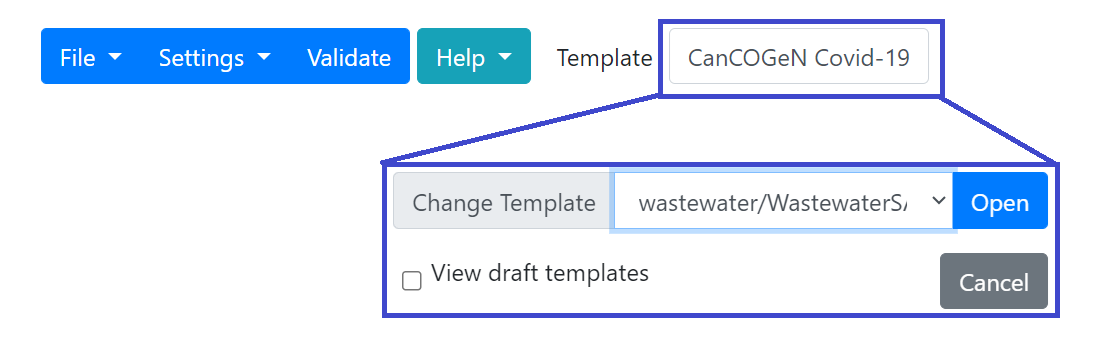 File Settings Validate Help Template CanCOGeN Covid-19
Change Template wastewater/WastewaterSA Open
View draft templates
Cancel